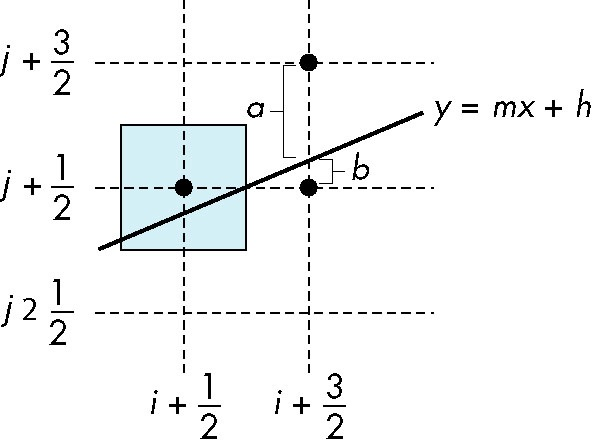 j + 3/2
a
y = mx + h
j + 1/2
b
j 2 1/2
i + 1/2
i + 3/2